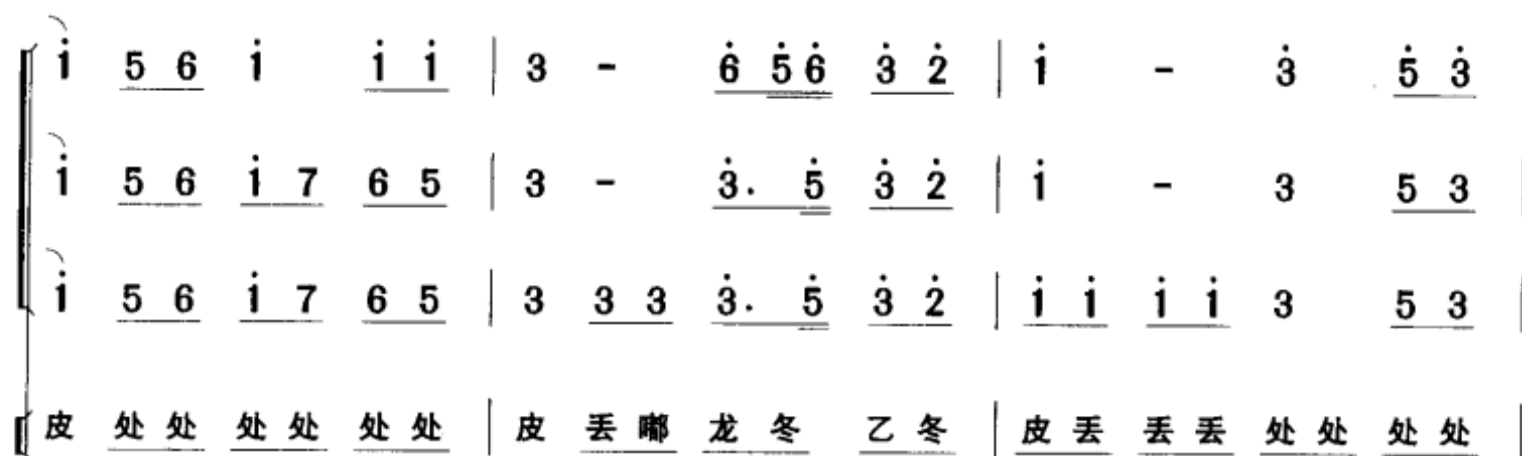 i̇ 5 6 i̇ i̇ i̇ | 3 - 6̇ 5̇ 6̇ 3̇ 2̇ | i̇ - 3̇ 5̇ 3̇
i̇ 5 6 i̇ 7 6 5 | 3 - 3̇. 5̇ 3̇ 2̇ | i̇ - 3 5 3 |
i̇ 5 6 i̇ 7 6 5 | 3 3 3 3̇. 5̇ 3̇ 2̇ | i̇ i̇ i̇ i̇ 3 5 3 |
皮 处处 处处 处处 | 皮 丢嘟 龙冬 乙冬 | 皮丢 丢丢 处处 处处 |